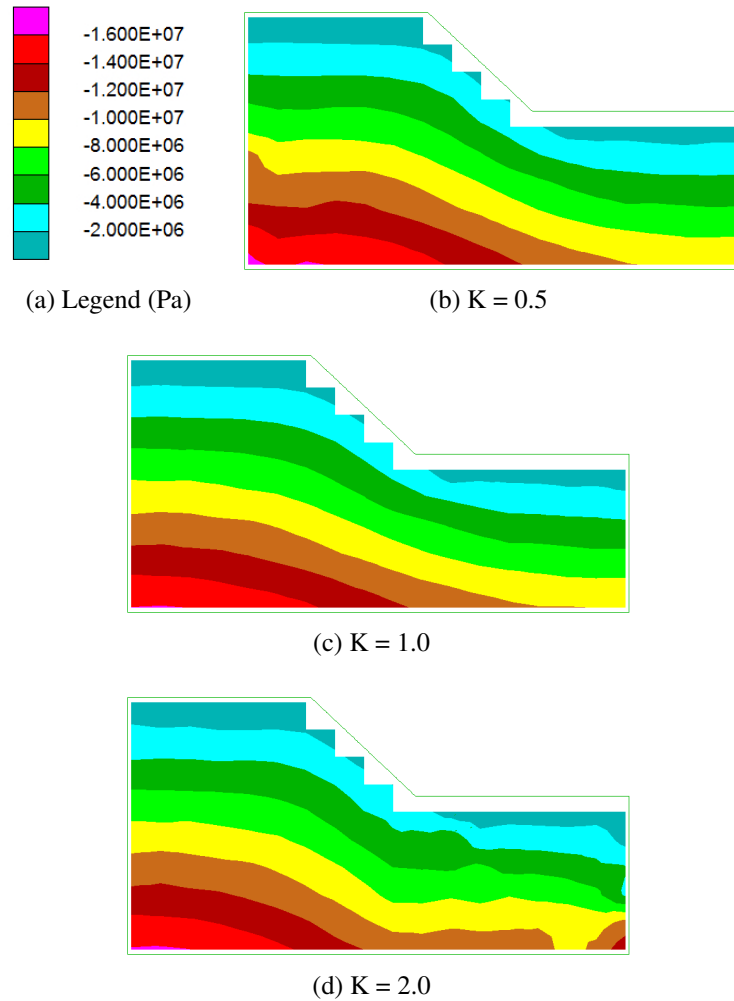 -1.600E+07
-1.400E+07
-1.200E+07
-1.000E+07
-8.000E+06
-6.000E+06
-4.000E+06
-2.000E+06
(a) Legend (Pa)
(b) K = 0.5
(c) K = 1.0
(d) K = 2.0